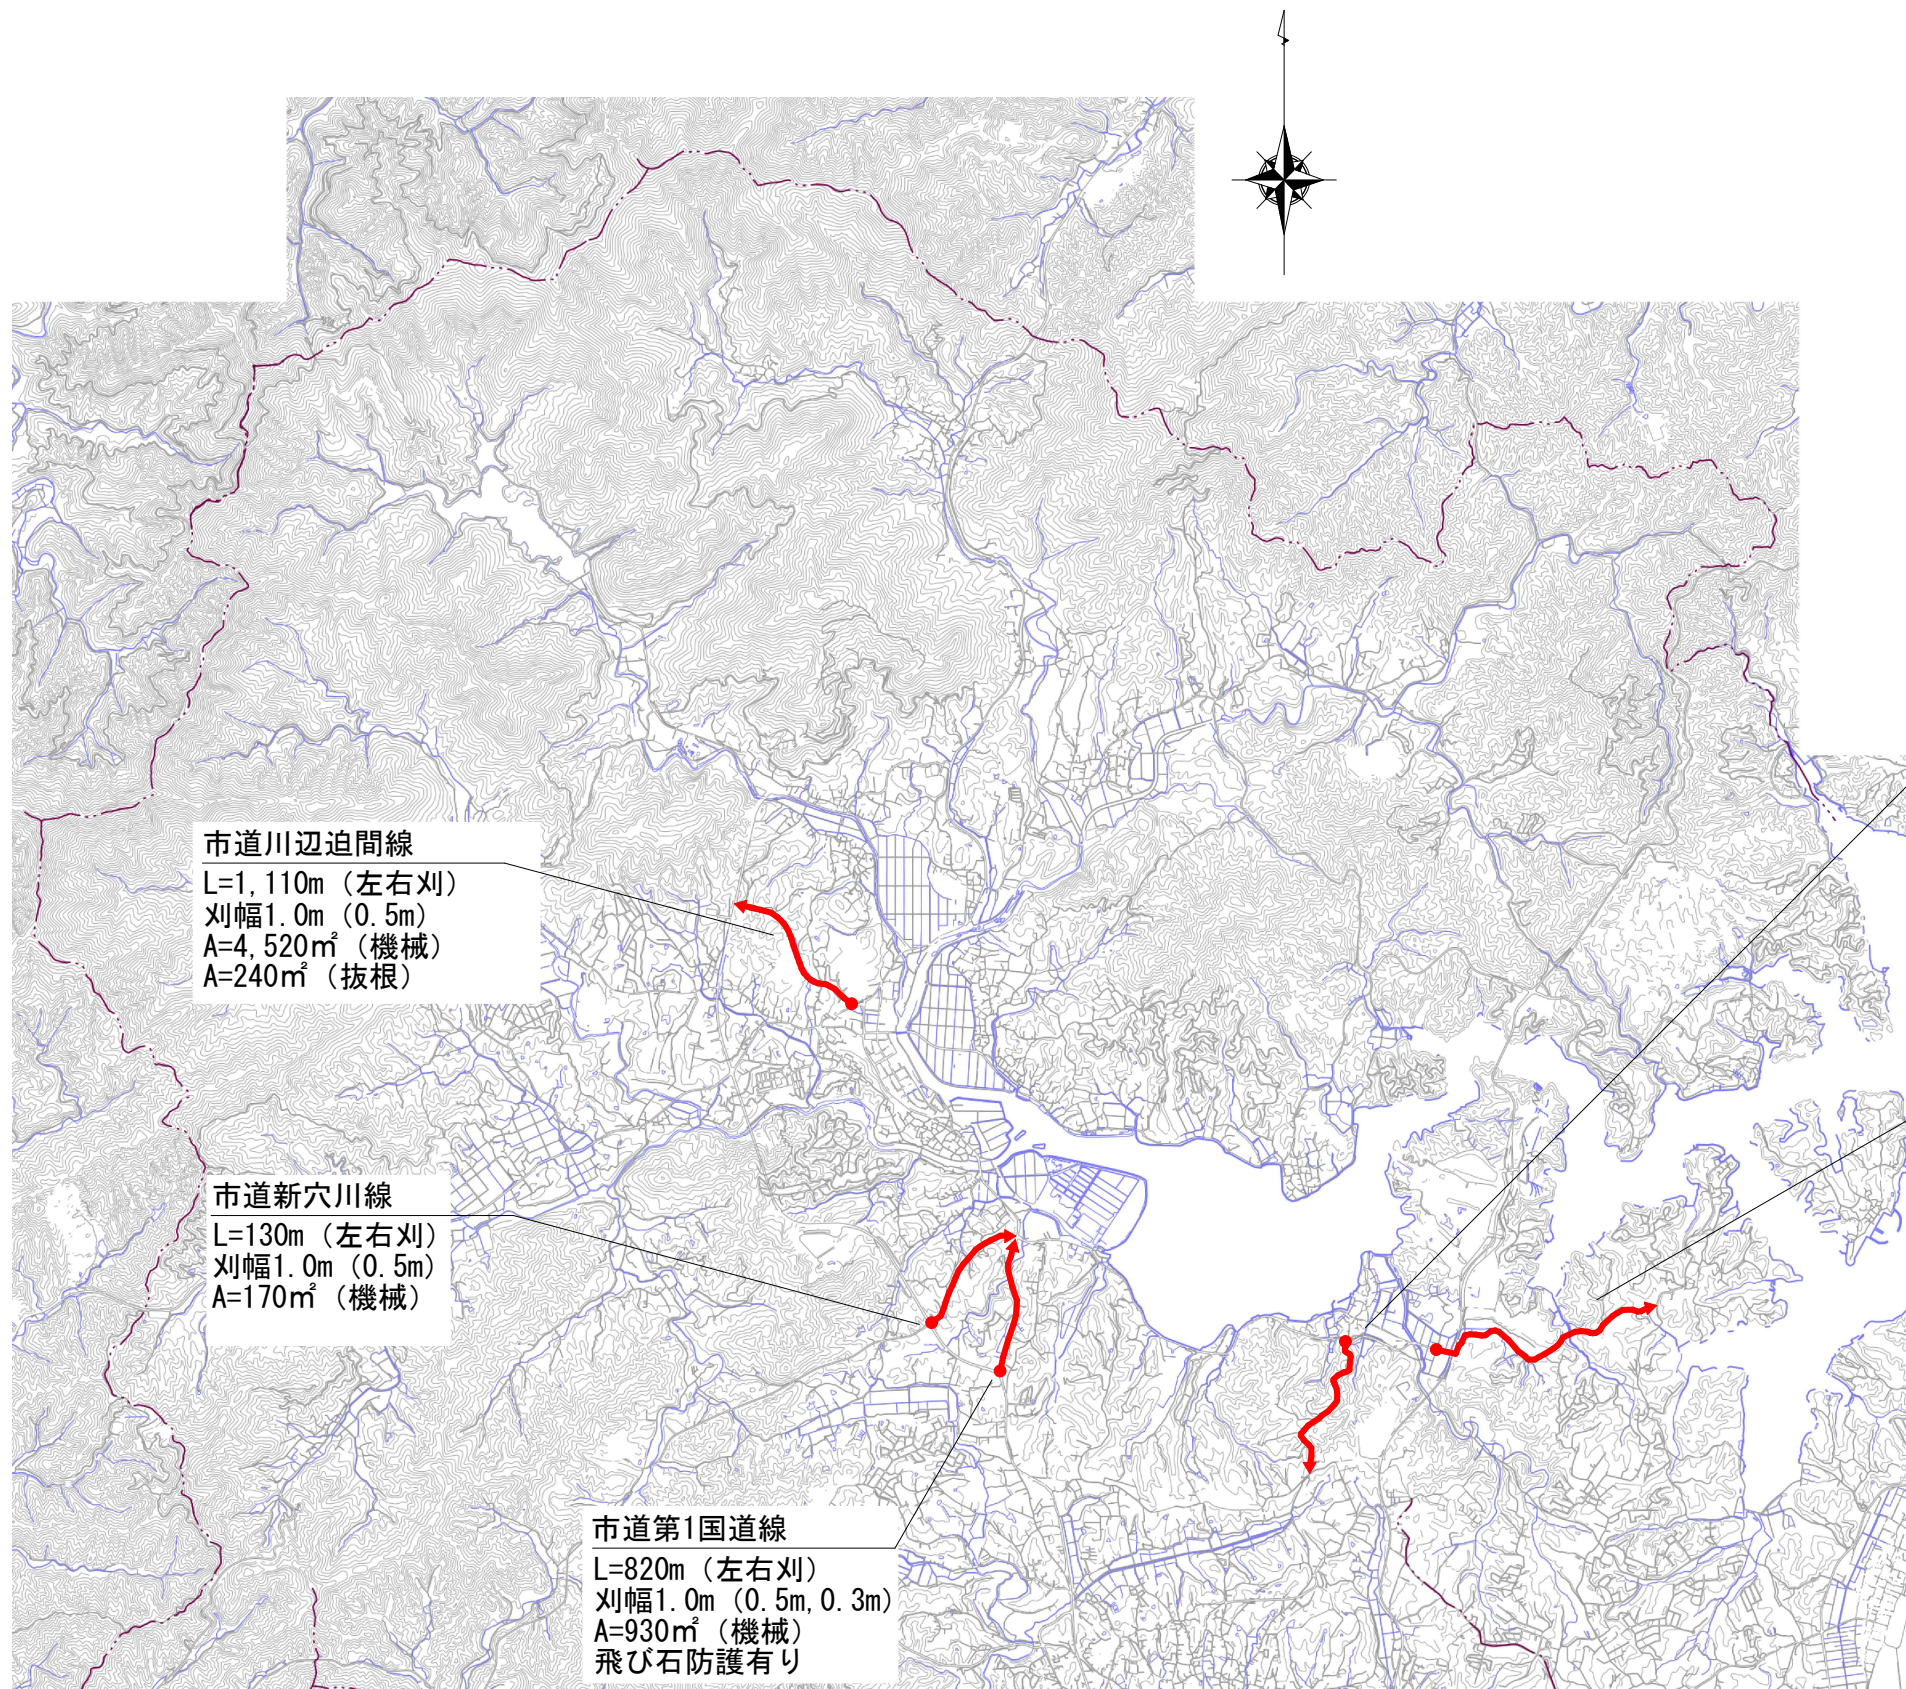 市道川辺迫間線
L=1,110m（左右刈）
刈幅1.0m（0.5m）
A=4,520㎡（機械）
A=240㎡（抜根）
市道新穴川線
L=130m（左右刈）
刈幅1.0m（0.5m）
A=170㎡（機械）
市道第1国道線
L=820m（左右刈）
刈幅1.0m（0.5m,0.3m）
A=930㎡（機械）
飛び石防護有り